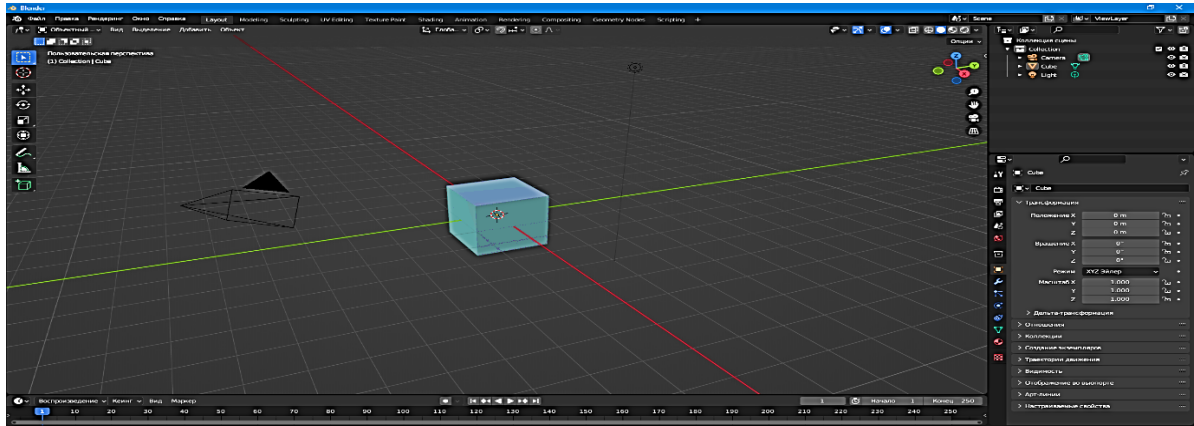 Blender
Файл Правка Рендеринг Окно Справка Layout Modeling Sculpting UV Editing Texture Paint Shading Animation Rendering Compositing Geometry Nodes Scripting + Scene ViewLayer
Объектный... Вид Выделение Добавить Объект Глоба...
Опции
Пользовательская перспектива
(1) Collection | Cube
Коллекция сцены
Collection
Camera
Cube
Light
Cube
Cube
Трансформация
Положение X 0 m
Y 0 m
Z 0 m
Вращение X 0°
Y 0°
Z 0°
Режим XYZ Эйлер
Масштаб X 1.000
Y 1.000
Z 1.000
Дельта-трансформация
Отношения
Коллекции
Создание экземпляров
Траектории движения
Видимость
Отображение во вьюпорте
Арт-линии
Настраиваемые свойства
Воспроизведение Кеинг Вид Маркер 1 Начало 1 Конец 250
1 10 20 30 40 50 60 70 80 90 100 110 120 130 140 150 160 170 180 190 200 210 220 230 240 250